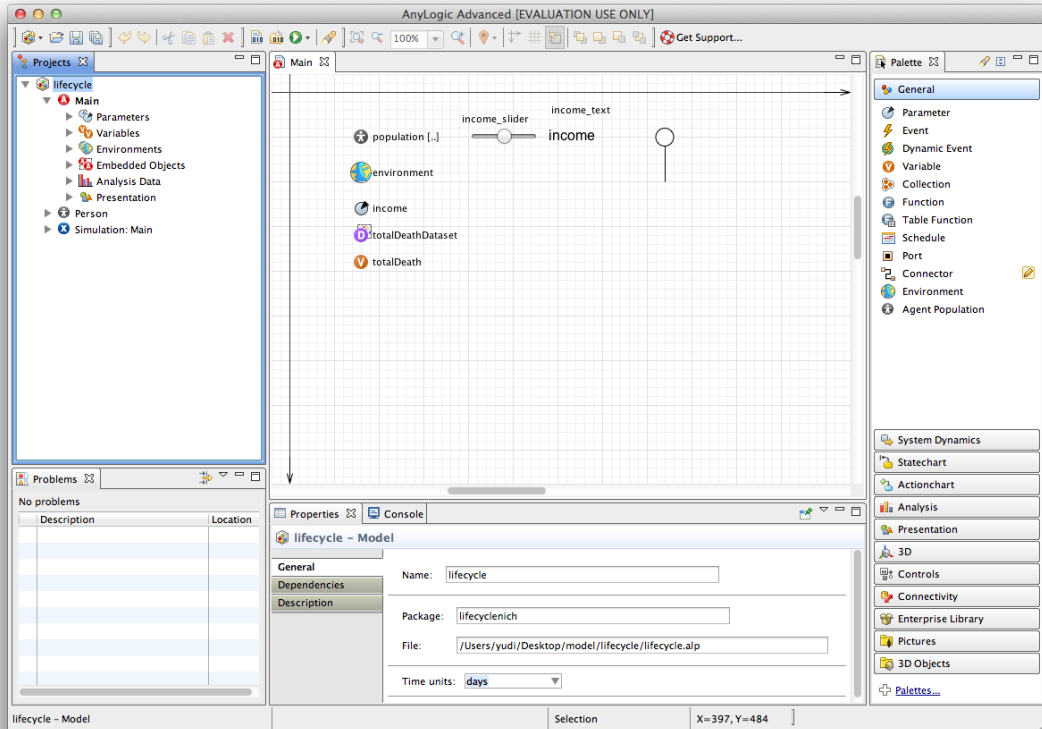 AnyLogic Advanced [EVALUATION USE ONLY]
100%
Get Support...
Projects
lifecycle
Main
Parameters
Variables
Environments
Embedded Objects
Analysis Data
Presentation
Person
Simulation: Main
Problems
No problems
Description
Location
Main
income_text
income_slider
population [..]
income
environment
income
totalDeathDataset
totalDeath
Properties
Console
lifecycle – Model
General
Dependencies
Description
Name:
lifecycle
Package:
lifecyclenich
File:
/Users/yudi/Desktop/model/lifecycle/lifecycle.alp
Time units:
days
Palette
General
Parameter
Event
Dynamic Event
Variable
Collection
Function
Table Function
Schedule
Port
Connector
Environment
Agent Population
System Dynamics
Statechart
Actionchart
Analysis
Presentation
3D
Controls
Connectivity
Enterprise Library
Pictures
3D Objects
Palettes...
lifecycle – Model
Selection
X=397, Y=484